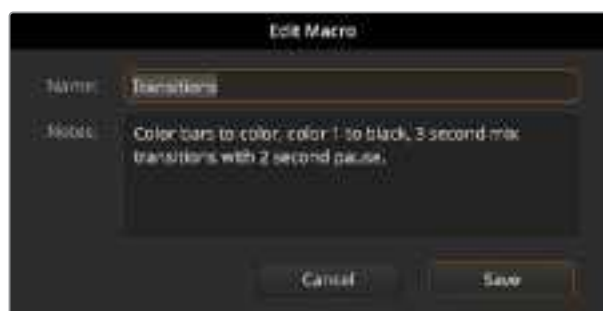 Edit Macro
Name: Transitions
Notes: Color bars to color, color 1 to black, 3 second mix
transitions with 2 second pause.
Cancel Save